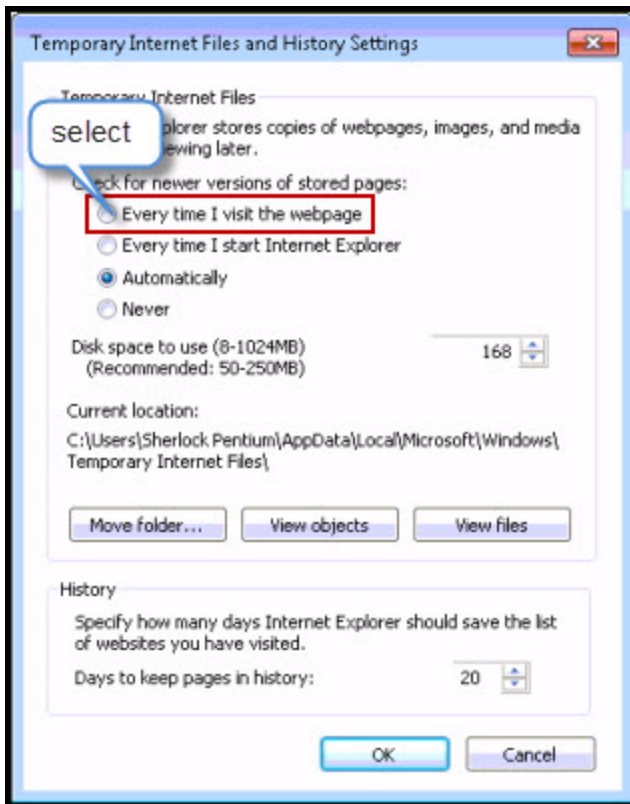 Temporary Internet Files and History Settings
Temporary Internet Files
select
plorer stores copies of webpages, images, and media
ewing later.
Check for newer versions of stored pages:
Every time I visit the webpage
Every time I start Internet Explorer
Automatically
Never
Disk space to use (8-1024MB)
168
(Recommended: 50-250MB)
Current location:
C:\Users\Sherlock Pentium\AppData\Local\Microsoft\Windows\
Temporary Internet Files\
Move folder... View objects View files
History
Specify how many days Internet Explorer should save the list
of websites you have visited.
Days to keep pages in history: 20
OK Cancel